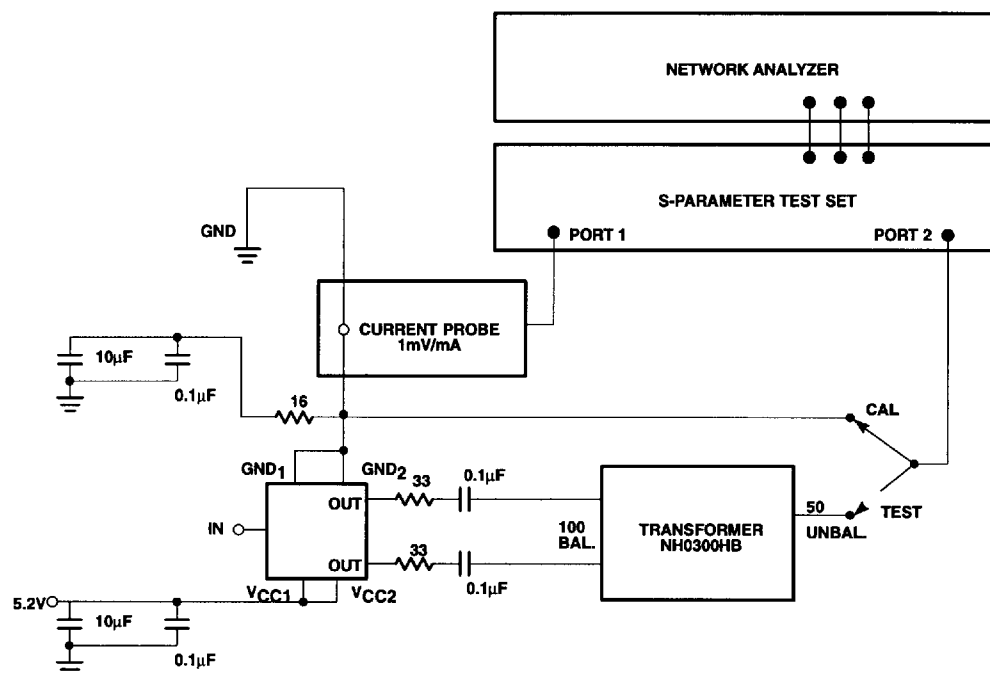 NETWORK ANALYZER
S-PARAMETER TEST SET
PORT 1
PORT 2
GND
CURRENT PROBE
1mV/mA
10µF
0.1µF
16
CAL
GND1
GND2
33
0.1µF
OUT
IN
100
BAL.
TRANSFORMER
NH0300HB
50
UNBAL.
TEST
OUT
33
0.1µF
VCC1
VCC2
5.2V
10µF
0.1µF